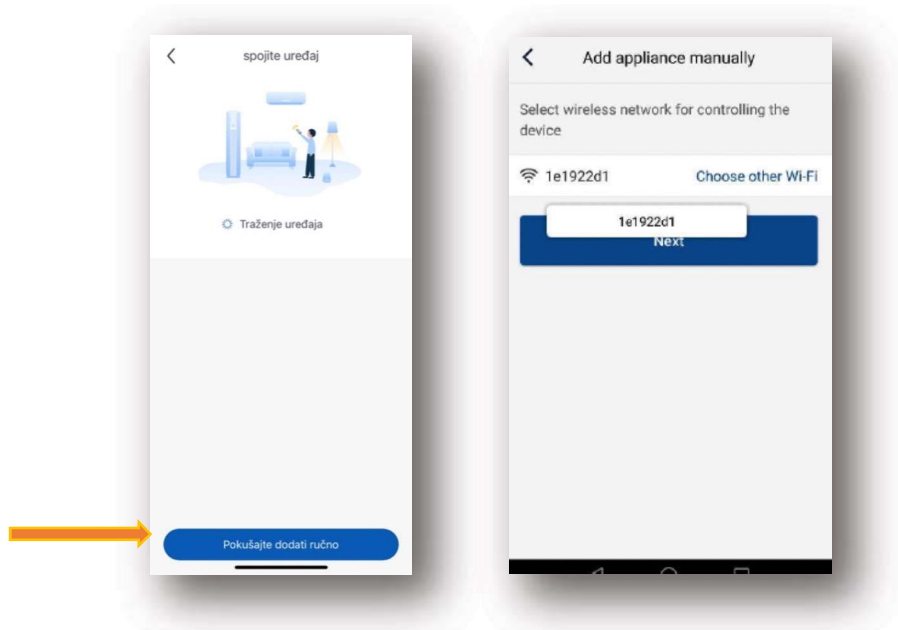 spojite uređaj
Traženje uređaja
Pokušajte dodati ručno
Add appliance manually
Select wireless network for controlling the
device
1e1922d1 Choose other Wi-Fi
1e1922d1
Next